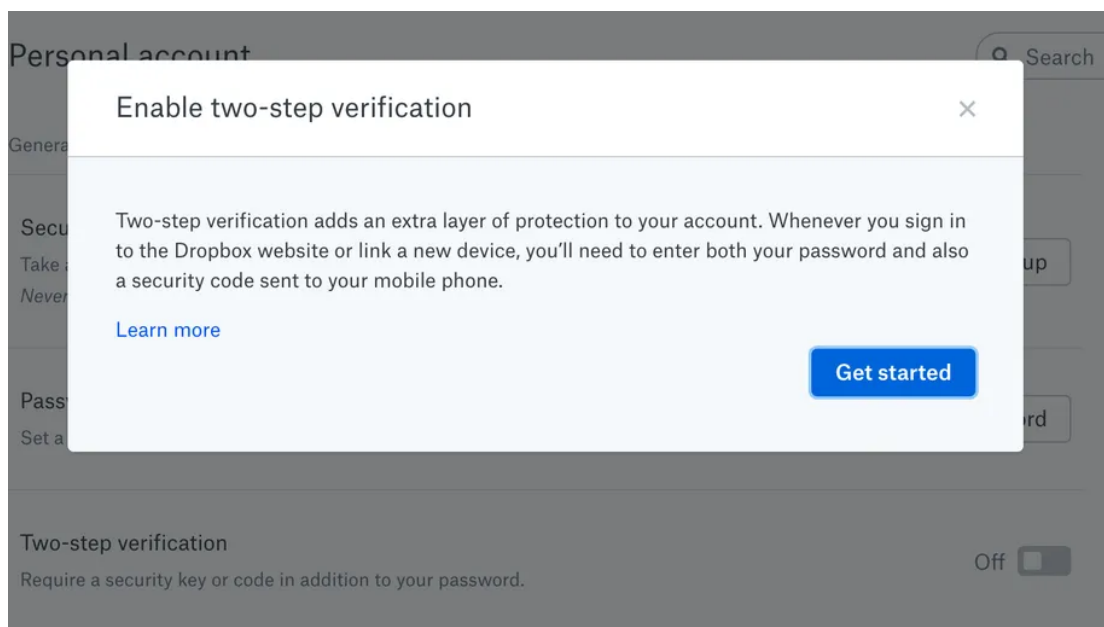 Personal account
Search
Enable two-step verification
Two-step verification adds an extra layer of protection to your account. Whenever you sign in
to the Dropbox website or link a new device, you’ll need to enter both your password and also
a security code sent to your mobile phone.
Learn more
Get started
up
Set a
Two-step verification
Off
Require a security key or code in addition to your password.